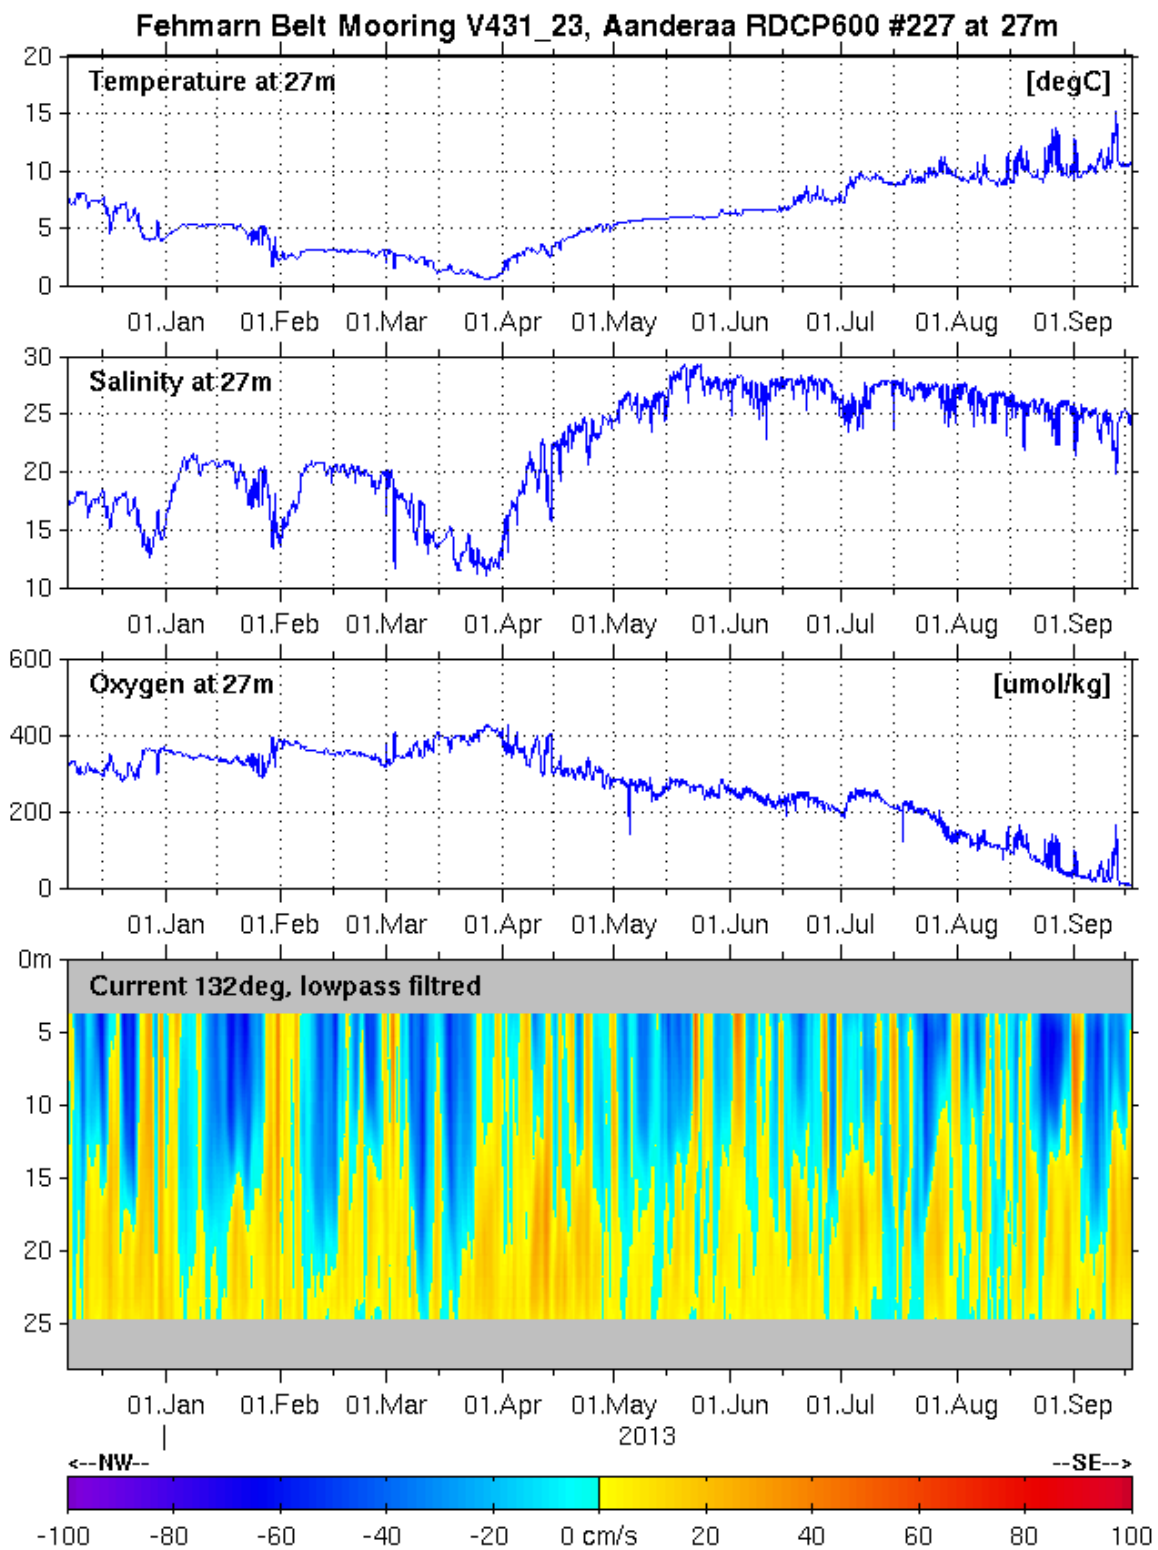 Fehmarn Belt Mooring V431_23, Aanderaa RDCP600 #227 at 27m
20
Temperature at 27m [degC]
15
10
5
0
01.Jan 01.Feb 01.Mar 01.Apr 01.May 01.Jun 01.Jul 01.Aug 01.Sep
30
Salinity at 27m
25
20
15
10
01.Jan 01.Feb 01.Mar 01.Apr 01.May 01.Jun 01.Jul 01.Aug 01.Sep
600
Oxygen at 27m [umol/kg]
400
200
0
01.Jan 01.Feb 01.Mar 01.Apr 01.May 01.Jun 01.Jul 01.Aug 01.Sep
0m
Current 132deg, lowpass filtred
5
10
15
20
25
01.Jan 01.Feb 01.Mar 01.Apr 01.May 01.Jun 01.Jul 01.Aug 01.Sep
2013
<--NW-- --SE-->
-100 -80 -60 -40 -20 0 cm/s 20 40 60 80 100